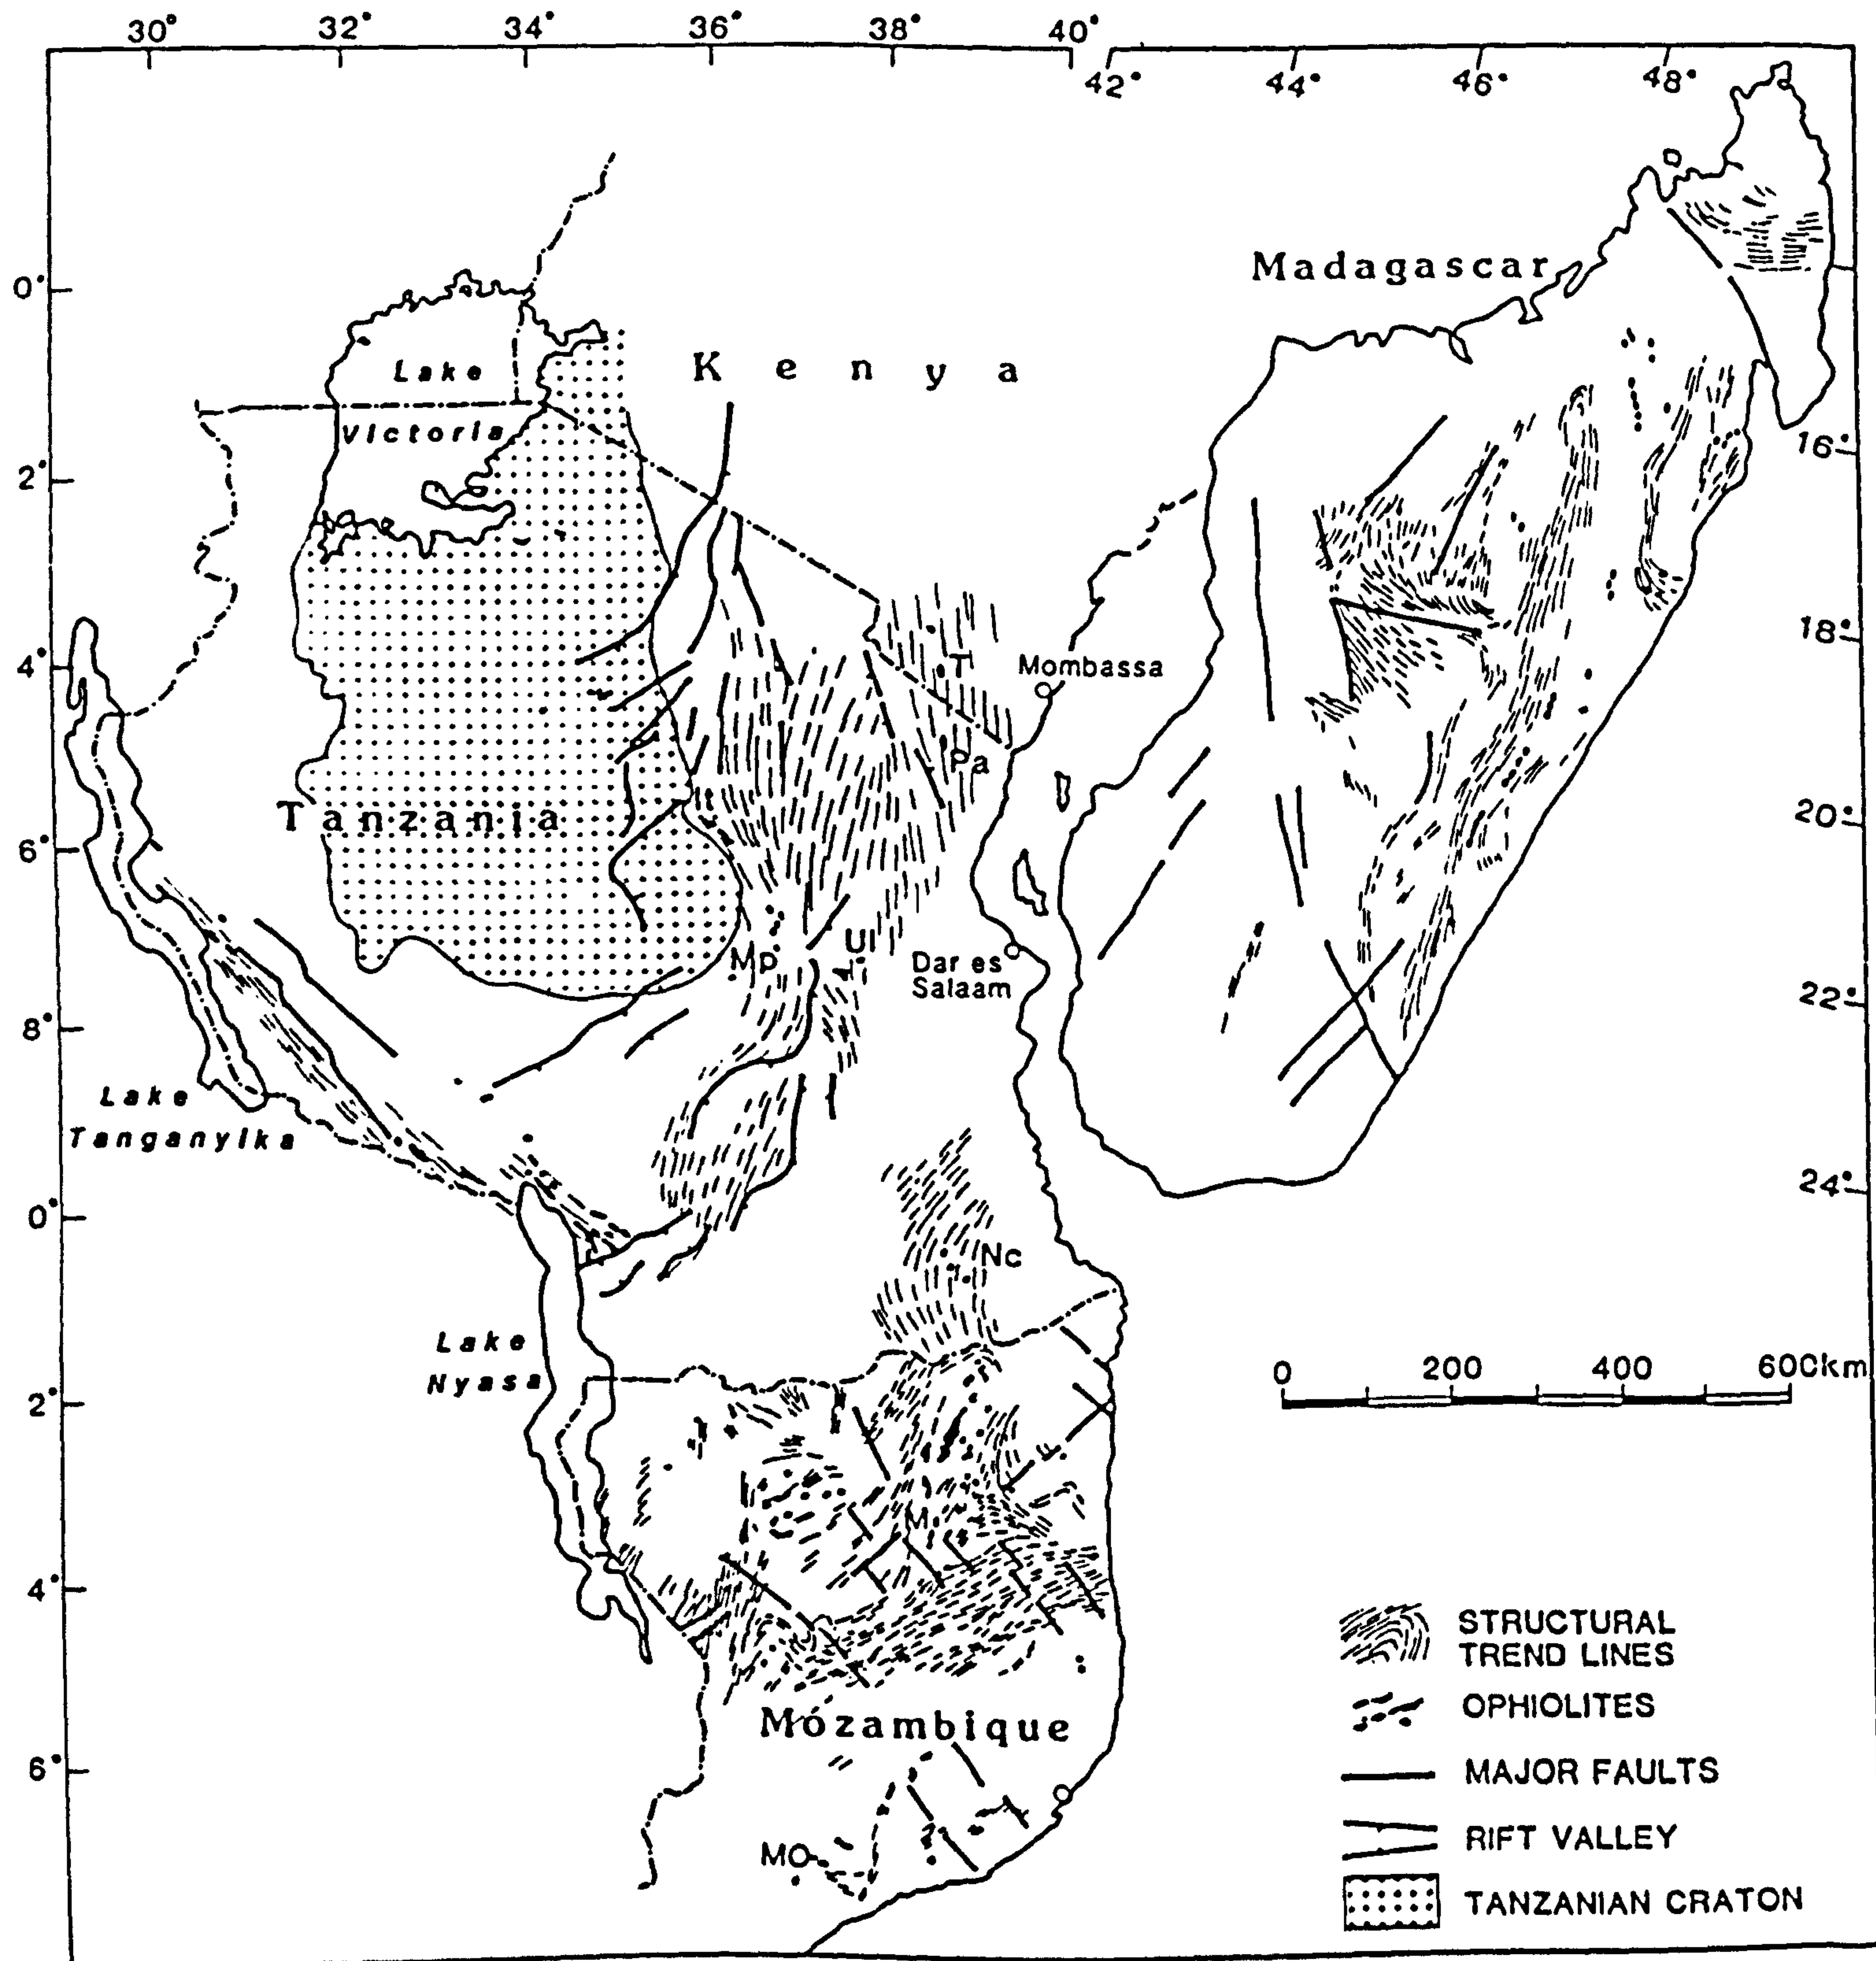 30° 32° 34° 36° 38° 40°
42° 44° 46° 48°
Madagascar
0°
Kenya
Lake
Victoria
16°
2°
18°
4°
T
Mombassa
Pa
Tanzania
20°
6°
Ul
Mp
Dar es
Salaam
22°
8°
Lake
Tanganyika
24°
0°
Nc
Lake
Nyasa
0 200 400 600km
2°
M
4°
STRUCTURAL
TREND LINES
Mózambique
OPHIOLITES
6°
MAJOR FAULTS
RIFT VALLEY
MO
TANZANIAN CRATON